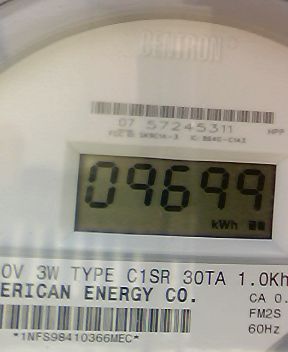 CENTRON
07 57245311
HPP
09699
kWh
0V 3W TYPE C1SR 30TA 1.0Kh
ERICAN ENERGY CO.
CA 0.
FM2S
60Hz
*1NFS98410366MEC*